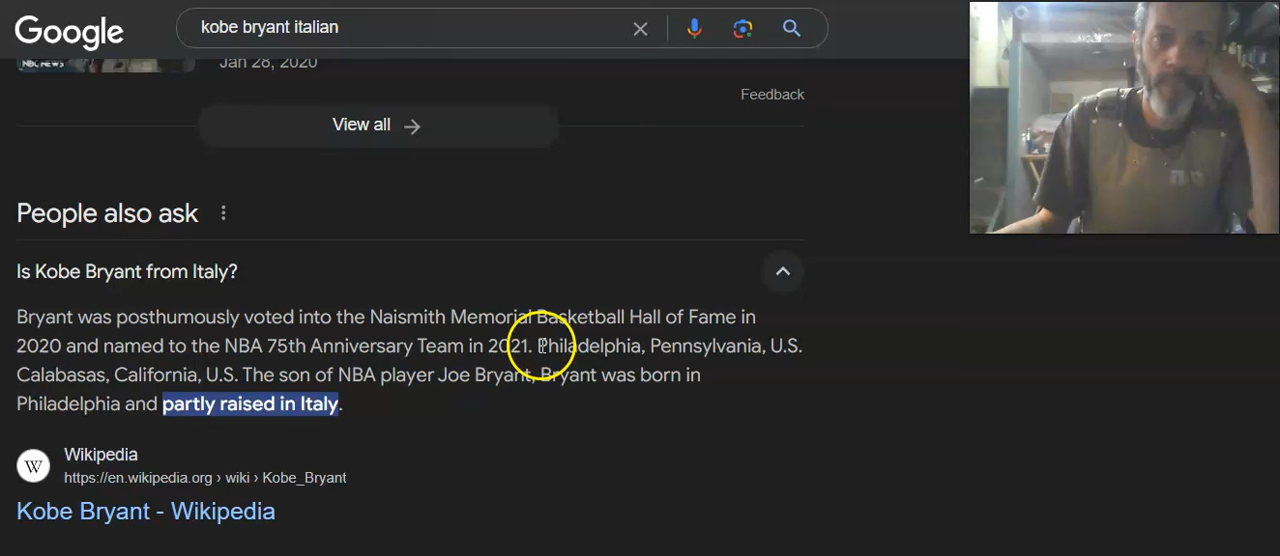 Google
kobe bryant italian
NBC NEWS
Jan 28, 2020
Feedback
View all
People also ask
Is Kobe Bryant from Italy?
Bryant was posthumously voted into the Naismith Memorial Basketball Hall of Fame in
2020 and named to the NBA 75th Anniversary Team in 2021. Philadelphia, Pennsylvania, U.S.
Calabasas, California, U.S. The son of NBA player Joe Bryant, Bryant was born in
Philadelphia and partly raised in Italy.
W
Wikipedia
https://en.wikipedia.org › wiki › Kobe_Bryant
Kobe Bryant - Wikipedia